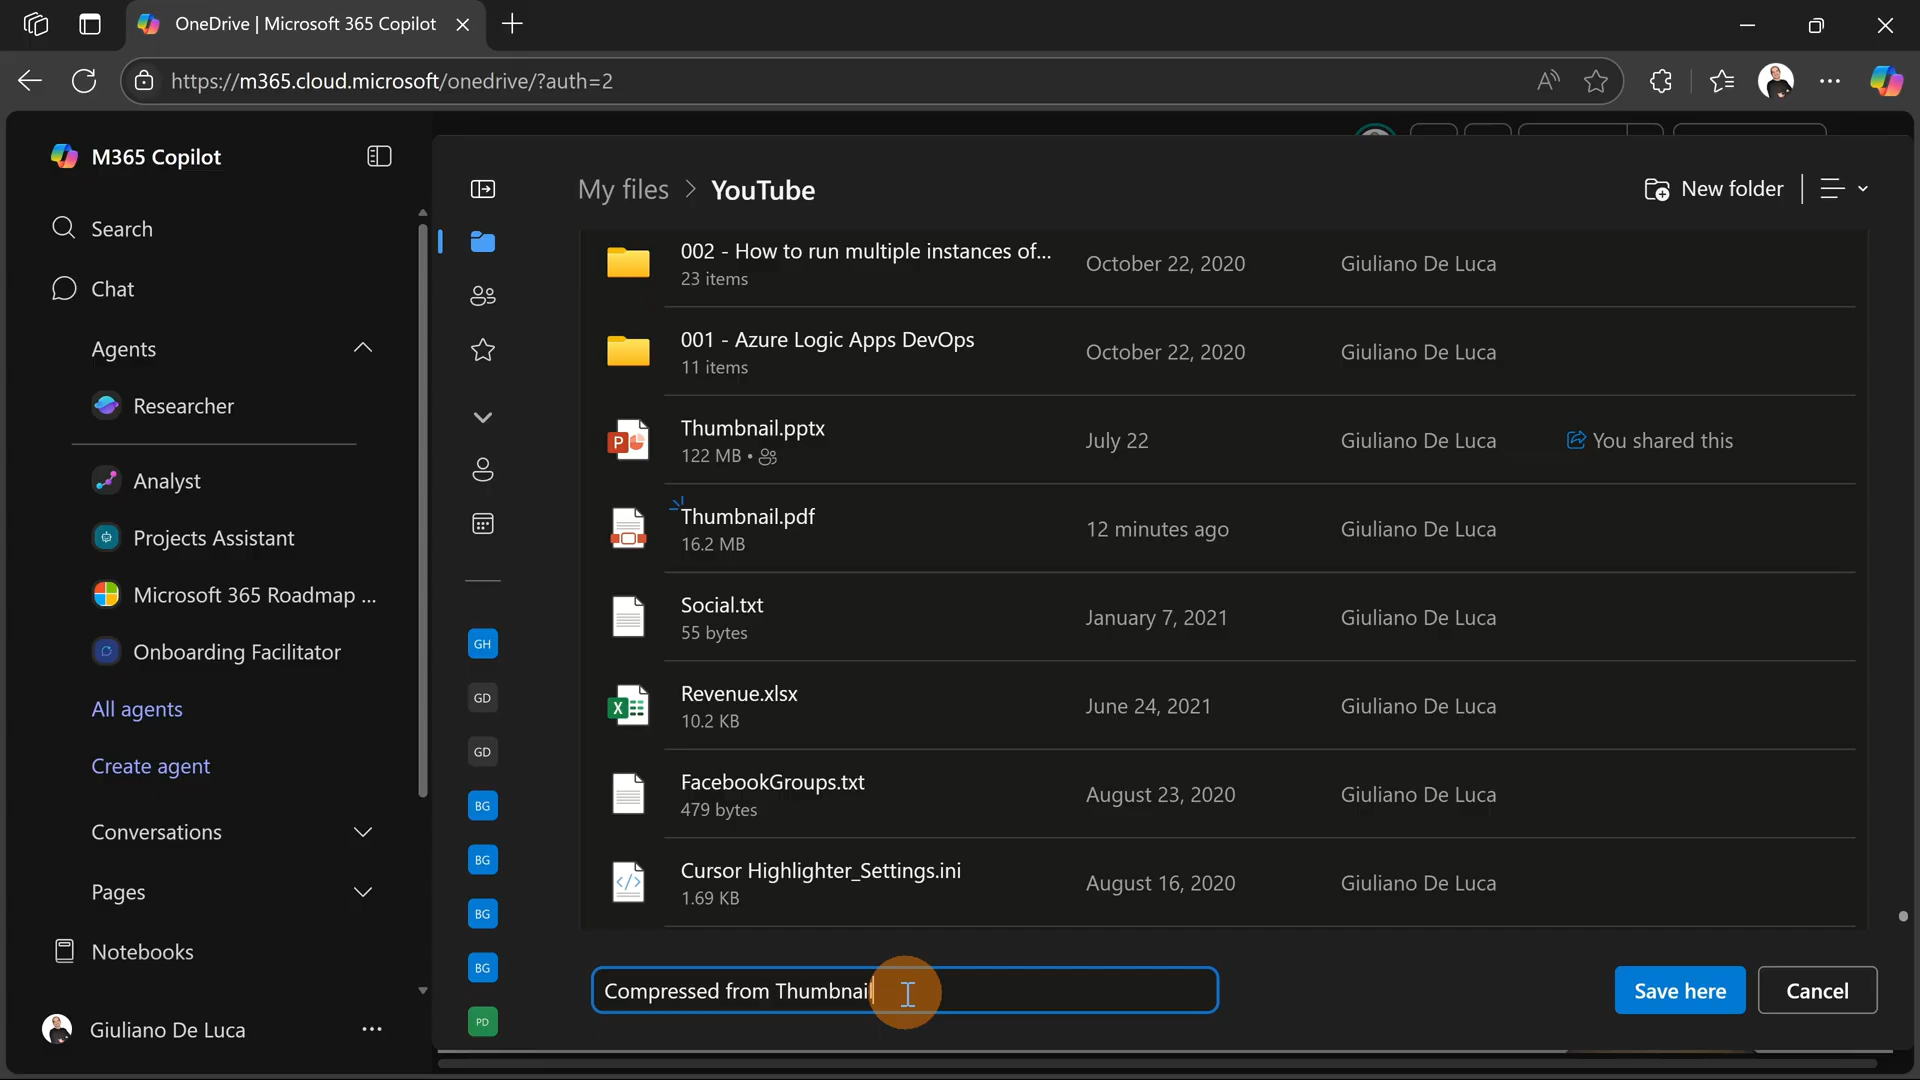 OneDrive | Microsoft 365 Copilot
https://m365.cloud.microsoft/onedrive/?auth=2
M365 Copilot
Search
Chat
Agents
Researcher
Analyst
Projects Assistant
Microsoft 365 Roadmap ...
Onboarding Facilitator
All agents
Create agent
Conversations
Pages
Notebooks
Giuliano De Luca
GH
GD
GD
BG
BG
BG
BG
PD
My files > YouTube
New folder
002 - How to run multiple instances of... October 22, 2020 Giuliano De Luca
23 items
001 - Azure Logic Apps DevOps October 22, 2020 Giuliano De Luca
11 items
Thumbnail.pptx July 22 Giuliano De Luca You shared this
122 MB •
Thumbnail.pdf 12 minutes ago Giuliano De Luca
16.2 MB
Social.txt January 7, 2021 Giuliano De Luca
55 bytes
Revenue.xlsx June 24, 2021 Giuliano De Luca
10.2 KB
FacebookGroups.txt August 23, 2020 Giuliano De Luca
479 bytes
Cursor Highlighter_Settings.ini August 16, 2020 Giuliano De Luca
1.69 KB
Compressed from Thumbnail
Save here
Cancel